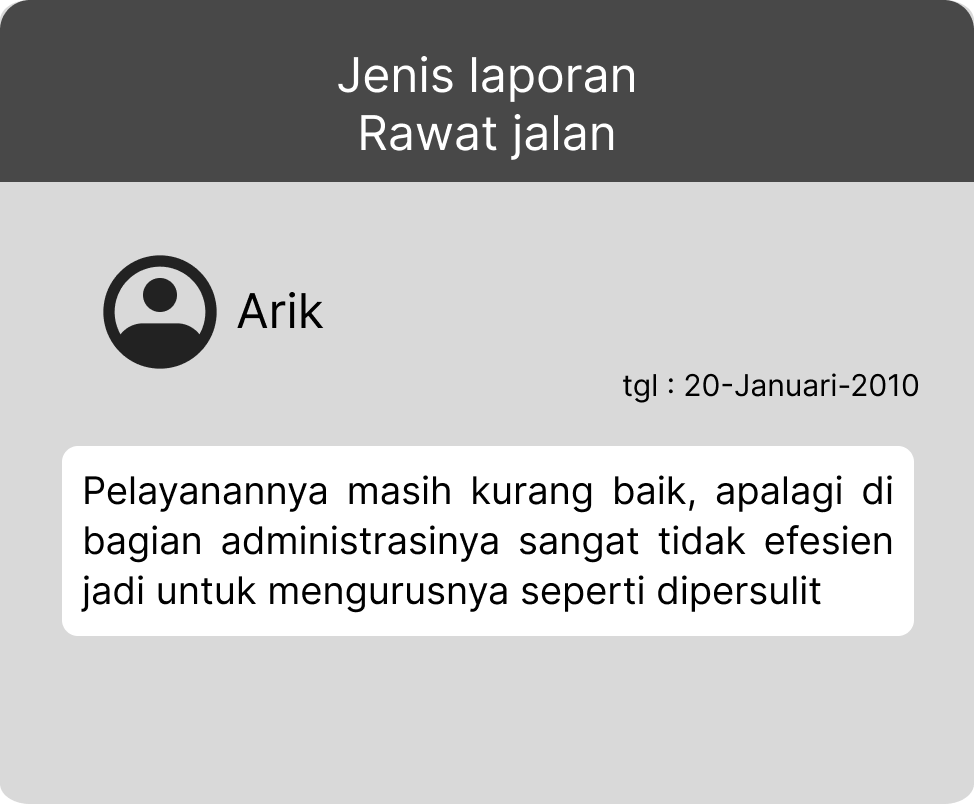 Jenis laporan
Rawat jalan
Arik
tgl : 20-Januari-2010
Pelayanannya masih kurang baik, apalagi di
bagian administrasinya sangat tidak efesien
jadi untuk mengurusnya seperti dipersulit